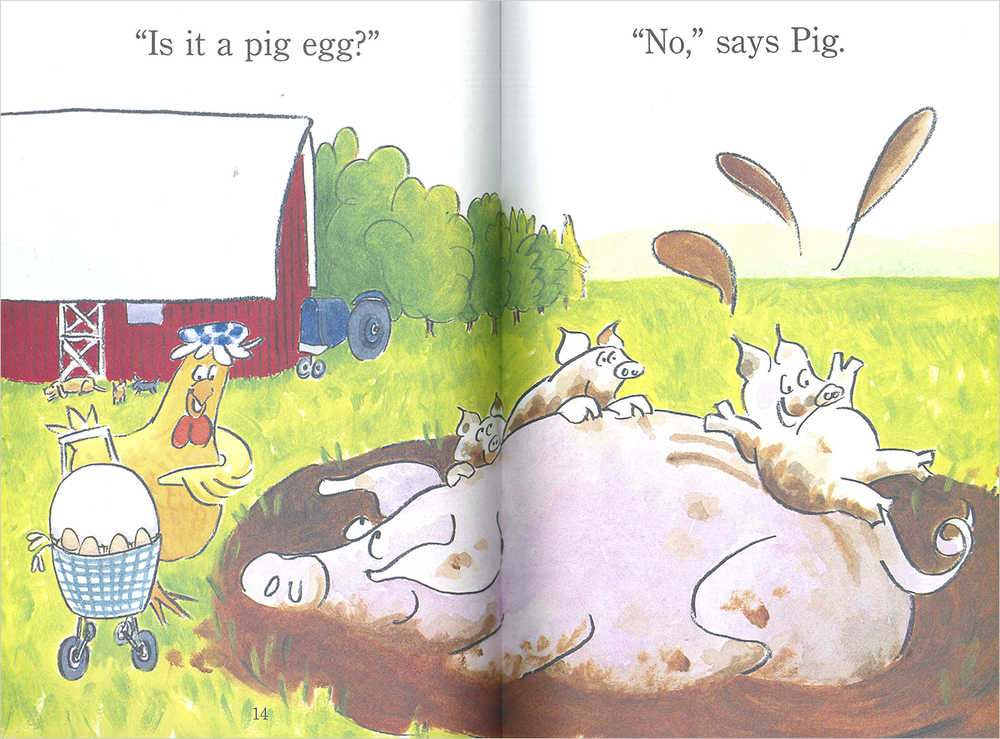 “Is it a pig egg?”
“No,” says Pig.
14